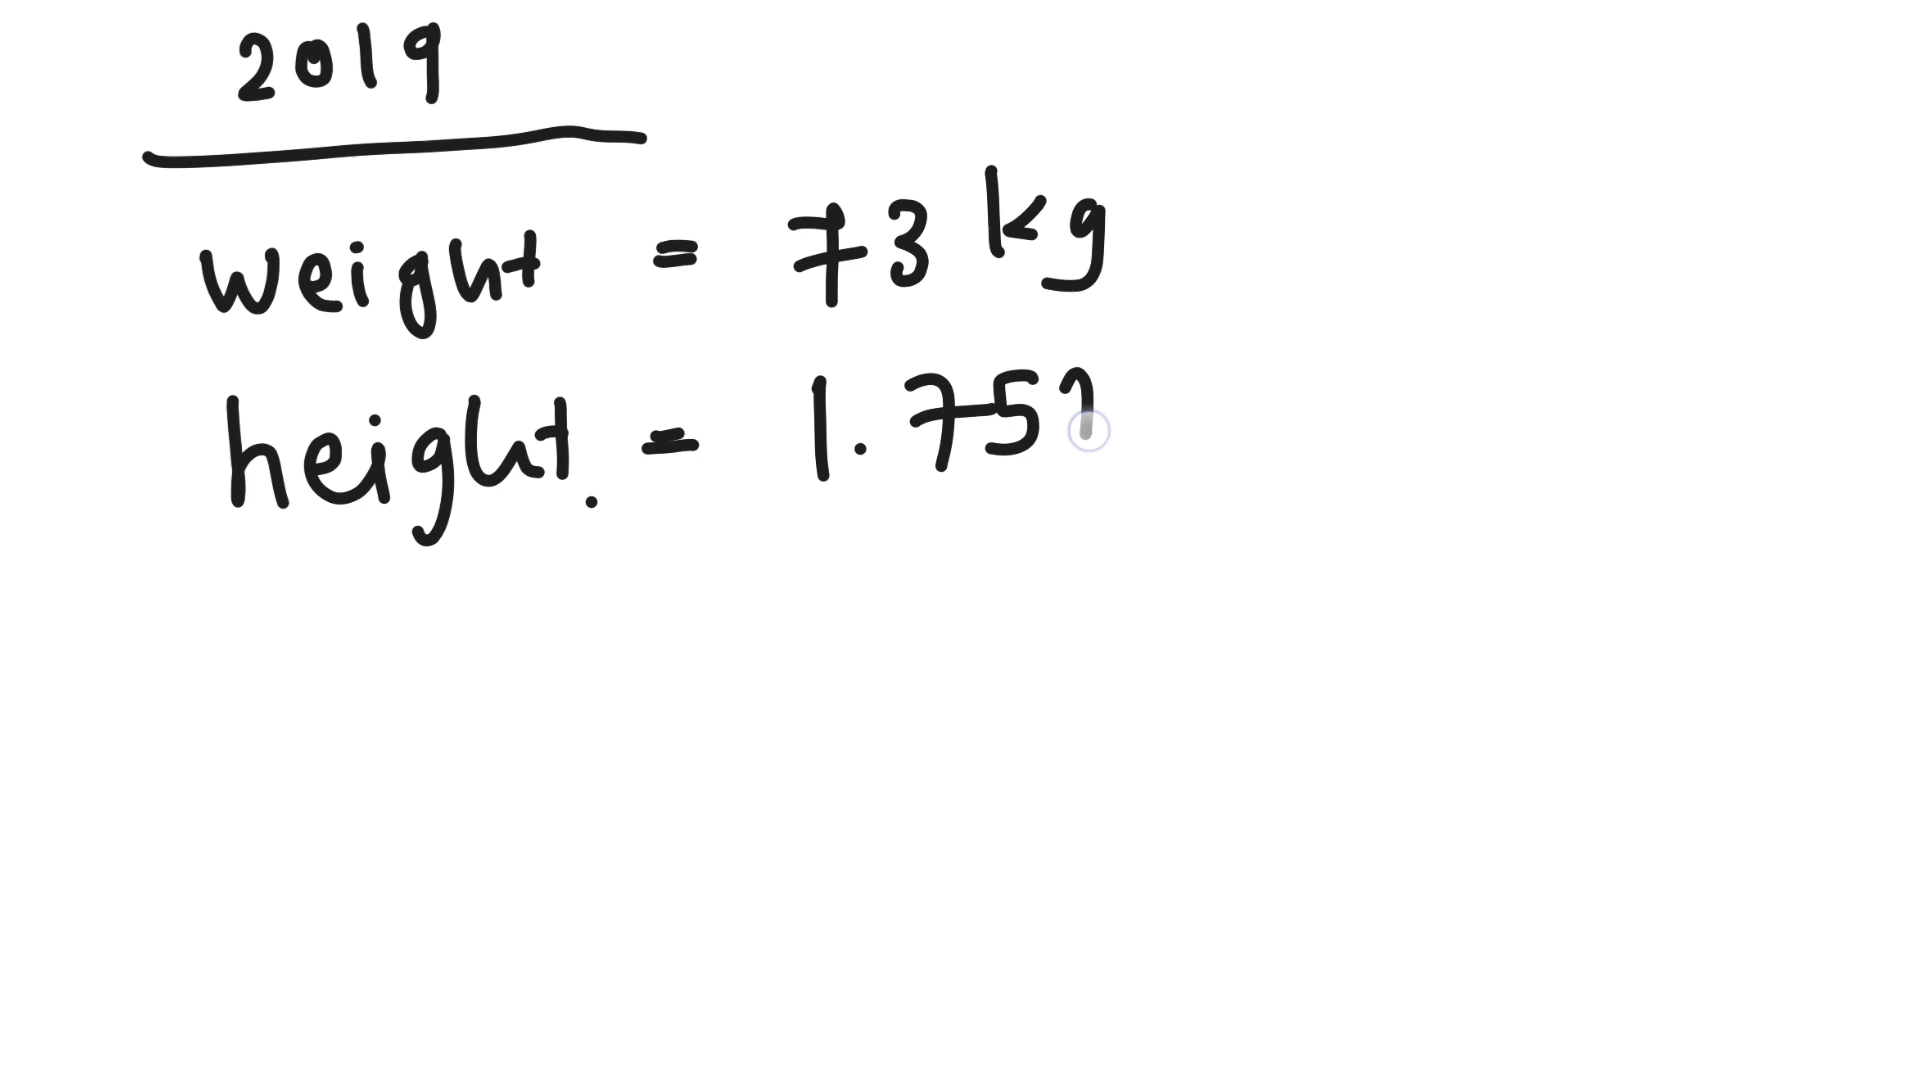 2019
weight = 73 kg
height. = 1.75